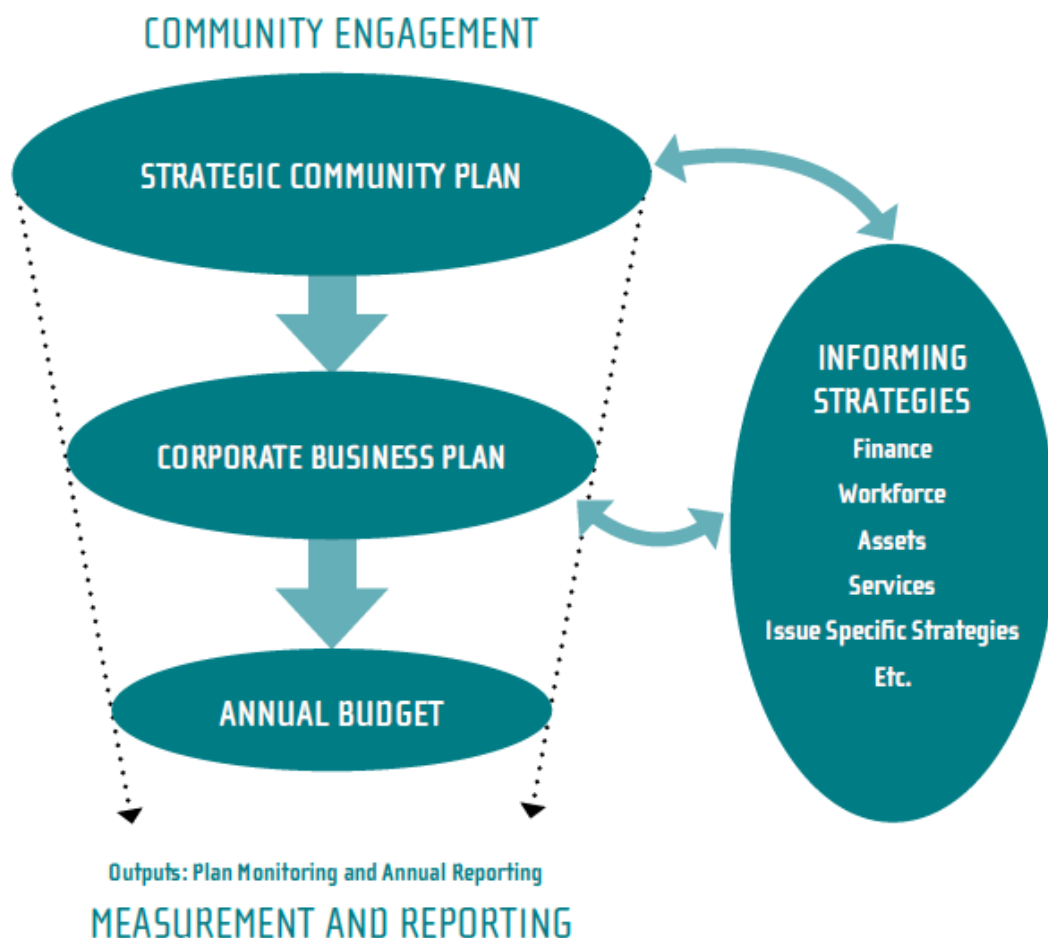 COMMUNITY ENGAGEMENT
STRATEGIC COMMUNITY PLAN
CORPORATE BUSINESS PLAN
ANNUAL BUDGET
INFORMING
STRATEGIES
Finance
Workforce
Assets
Services
Issue Specific Strategies
Etc.
Outputs: Plan Monitoring and Annual Reporting
MEASUREMENT AND REPORTING